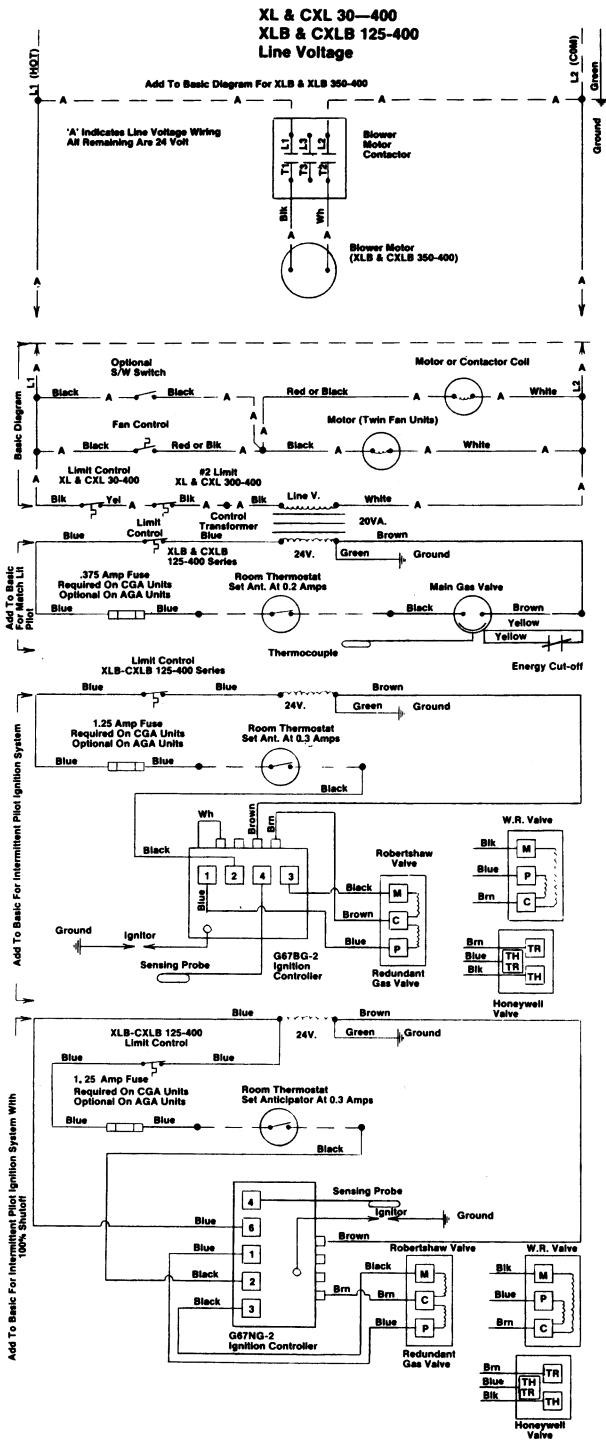 XL & CXL 30—400
XLB & CXLB 125-400
Line Voltage
L1 (HOT)
L2 (COM)
Green
Ground
Add To Basic Diagram For XLB & XLB 350-400
A
A
A
A
'A' Indicates Line Voltage Wiring
All Remaining Are 24 Volt
L1
L3
L2
T1
T3
T2
Blower
Motor
Contactor
Blk
Wh
A
A
Blower Motor
(XLB & CXLB 350-400)
A
A
Basic Diagram
L1
A
A
L2
Optional
S/W Switch
Motor or Contactor Coil
Black
A
Black
A
A
Red or Black
A
White
A
Fan Control
Motor (Twin Fan Units)
A
Black
A
Red or Blk
A
Black
A
A
White
A
Limit Control
XL & CXL 30-400
#2 Limit
XL & CXL 300-400
A
A
Blk
Yel
A
Blk
A
A
Blk
Line V.
White
A
Limit
Control
Control
Transformer
20VA.
Add To Basic
For Match Lit
Pilot
Blue
Blue
XLB & CXLB
125-400 Series
24V.
Brown
Green
Ground
.375 Amp Fuse
Required On CGA Units
Optional On AGA Units
Room Thermostat
Set Ant. At 0.2 Amps
Main Gas Valve
Blue
Blue
Black
Brown
Yellow
Yellow
Thermocouple
Energy Cut-off
Add To Basic For Intermittent Pilot Ignition System
Limit Control
XLB-CXLB 125-400 Series
Blue
Blue
24V.
Brown
Green
Ground
1.25 Amp Fuse
Required On CGA Units
Optional On AGA Units
Room Thermostat
Set Ant. At 0.3 Amps
Blue
Blue
Black
Wh
Brown
Brn
Black
1
2
4
3
Blue
Robertshaw
Valve
Black
M
Brown
C
Blue
P
Redundant
Gas Valve
W.R. Valve
Blk
M
Blue
P
Brn
C
Ground
Ignitor
Sensing Probe
G67BG-2
Ignition
Controller
Brn
TR
Blue
TH
TR
Blk
TH
Honeywell
Valve
Add To Basic For Intermittent Pilot Ignition System With
100% Shutoff
Blue
24V.
Brown
Green
Ground
XLB-CXLB 125-400
Limit Control
Blue
Blue
1, 25 Amp Fuse
Required On CGA Units
Optional On AGA Units
Room Thermostat
Set Anticipator At 0.3 Amps
Blue
Blue
Black
Sensing Probe
4
Ignitor
Ground
Blue
6
Brown
Blue
1
Black
2
Black
3
Brn
G67NG-2
Ignition Controller
Robertshaw Valve
Black
M
Brn
C
Blue
P
Redundant
Gas Valve
W.R. Valve
Blk
M
Blue
P
Brn
C
Brn
TR
Blue
TH
TR
Blk
TH
Honeywell
Valve